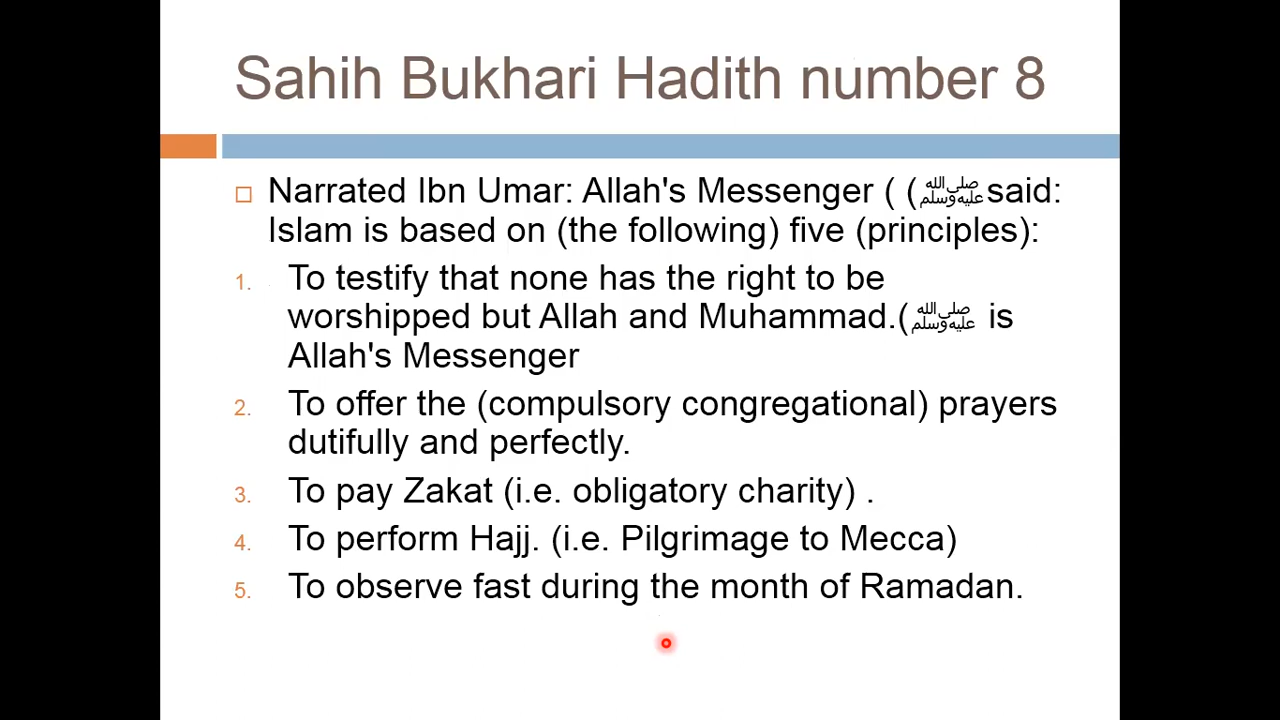 Sahih Bukhari Hadith number 8
Narrated Ibn Umar: Allah's Messenger ( (ﷺsaid:
Islam is based on (the following) five (principles):
1. To testify that none has the right to be
worshipped but Allah and Muhammad.(ﷺ is
Allah's Messenger
2. To offer the (compulsory congregational) prayers
dutifully and perfectly.
3. To pay Zakat (i.e. obligatory charity) .
4. To perform Hajj. (i.e. Pilgrimage to Mecca)
5. To observe fast during the month of Ramadan.